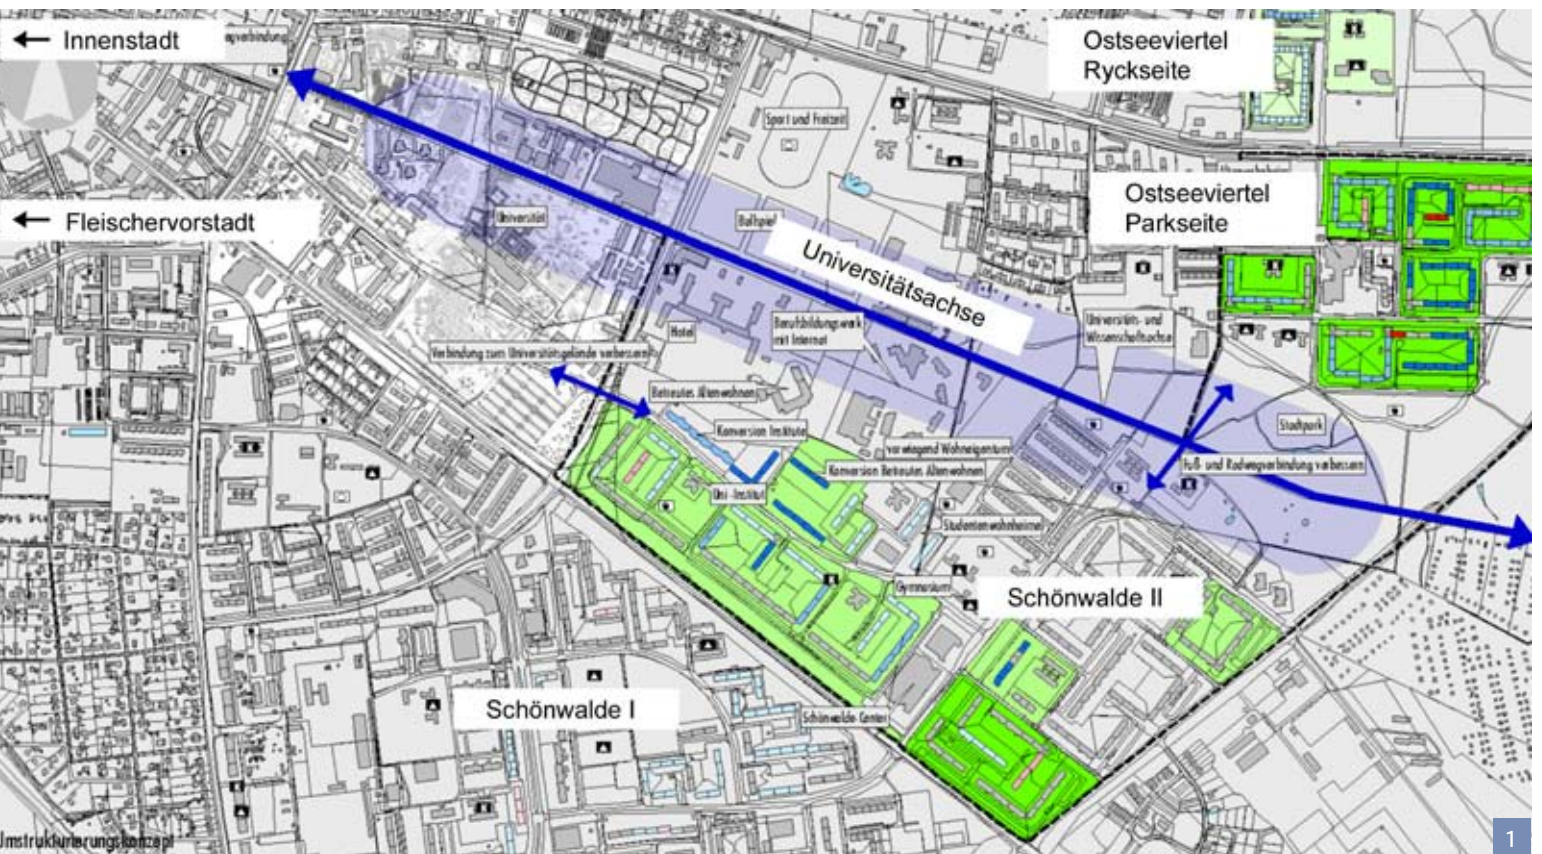 ← Innenstadt
Ostseeviertel
Ryckseite
Sport und Freizeit
Ostseeviertel
Parkseite
← Fleischervorstadt
Universität
Ballspiel
Universitätsachse
Hotel
Berufsbildungswerk
mit Internat
Universitäts- und
Wissenschaftsachse
Verbindung zum Universitätsgelände verbessern
Betreutes Altenwohnen
Konversion Institute
Stadtpark
vorwiegend Wohneigentum
Konversion Betreutes Altenwohnen
Fuß- und Radwegverbindung verbessern
Uni-Institut
Studentenwohnheime
Gymnasium
Schönwalde II
Schönwalde I
Schönwalde Center
Umstrukturierungskonzept
1